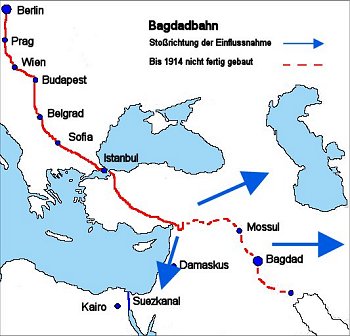 Berlin
Bagdadbahn
Prag
Stoßrichtung der Einflussnahme
Wien
Bis 1914 nicht fertig gebaut
Budapest
Belgrad
Sofia
Istanbul
Mossul
Damaskus
Bagdad
Kairo
Suezkanal